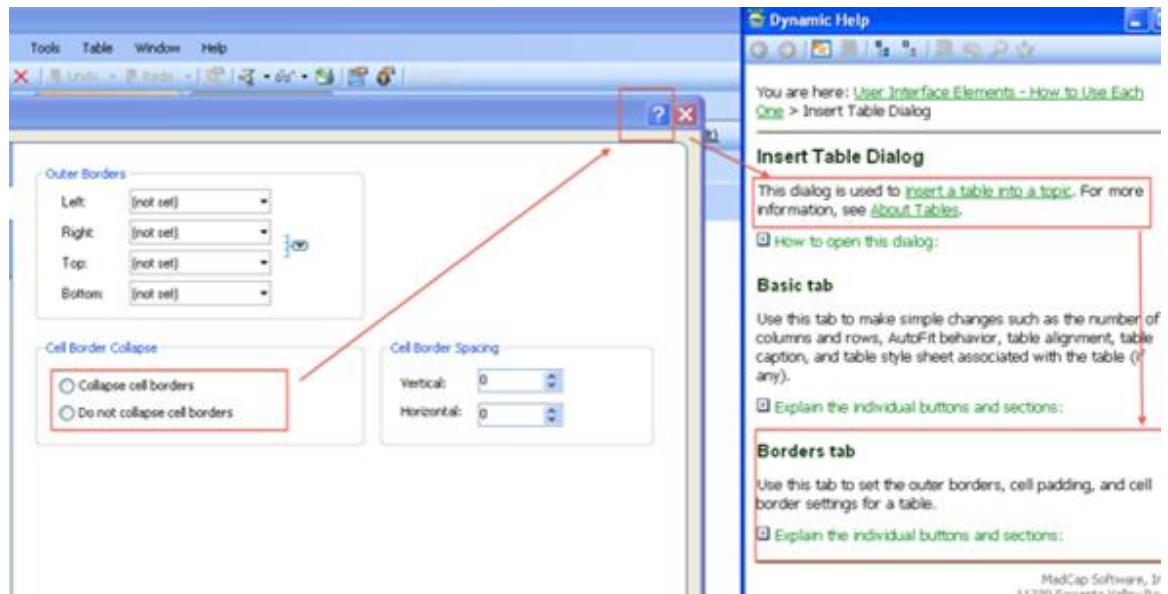 Dynamic Help
Tools Table Window Help
Undo Redo
You are here: User Interface Elements - How to Use Each
One > Insert Table Dialog
Insert Table Dialog
This dialog is used to insert a table into a topic. For more
information, see About Tables.
How to open this dialog:
Basic tab
Use this tab to make simple changes such as the number of
columns and rows, AutoFit behavior, table alignment, table
caption, and table style sheet associated with the table (if
any).
Explain the individual buttons and sections:
Borders tab
Use this tab to set the outer borders, cell padding, and cell
border settings for a table.
Explain the individual buttons and sections:
MadCap Software, In
Outer Borders
Left: (not set)
Right: (not set)
Top: (not set)
Bottom: (not set)
Cell Border Collapse
Collapse cell borders
Do not collapse cell borders
Cell Border Spacing
Vertical: 0
Horizontal: 0